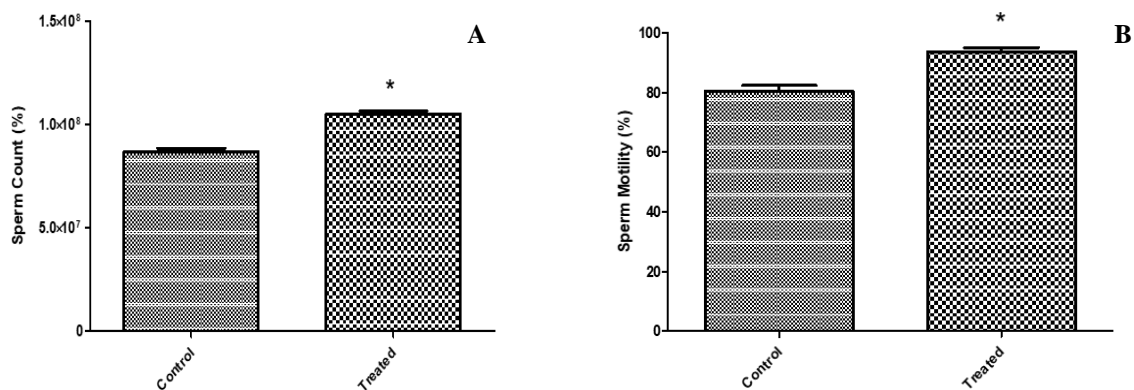 A
Sperm Count (%)
1.5×10⁸
1.0×10⁸
5.0×10⁷
0
*
Control
Treated
B
Sperm Motility (%)
100
80
60
40
20
0
*
Control
Treated